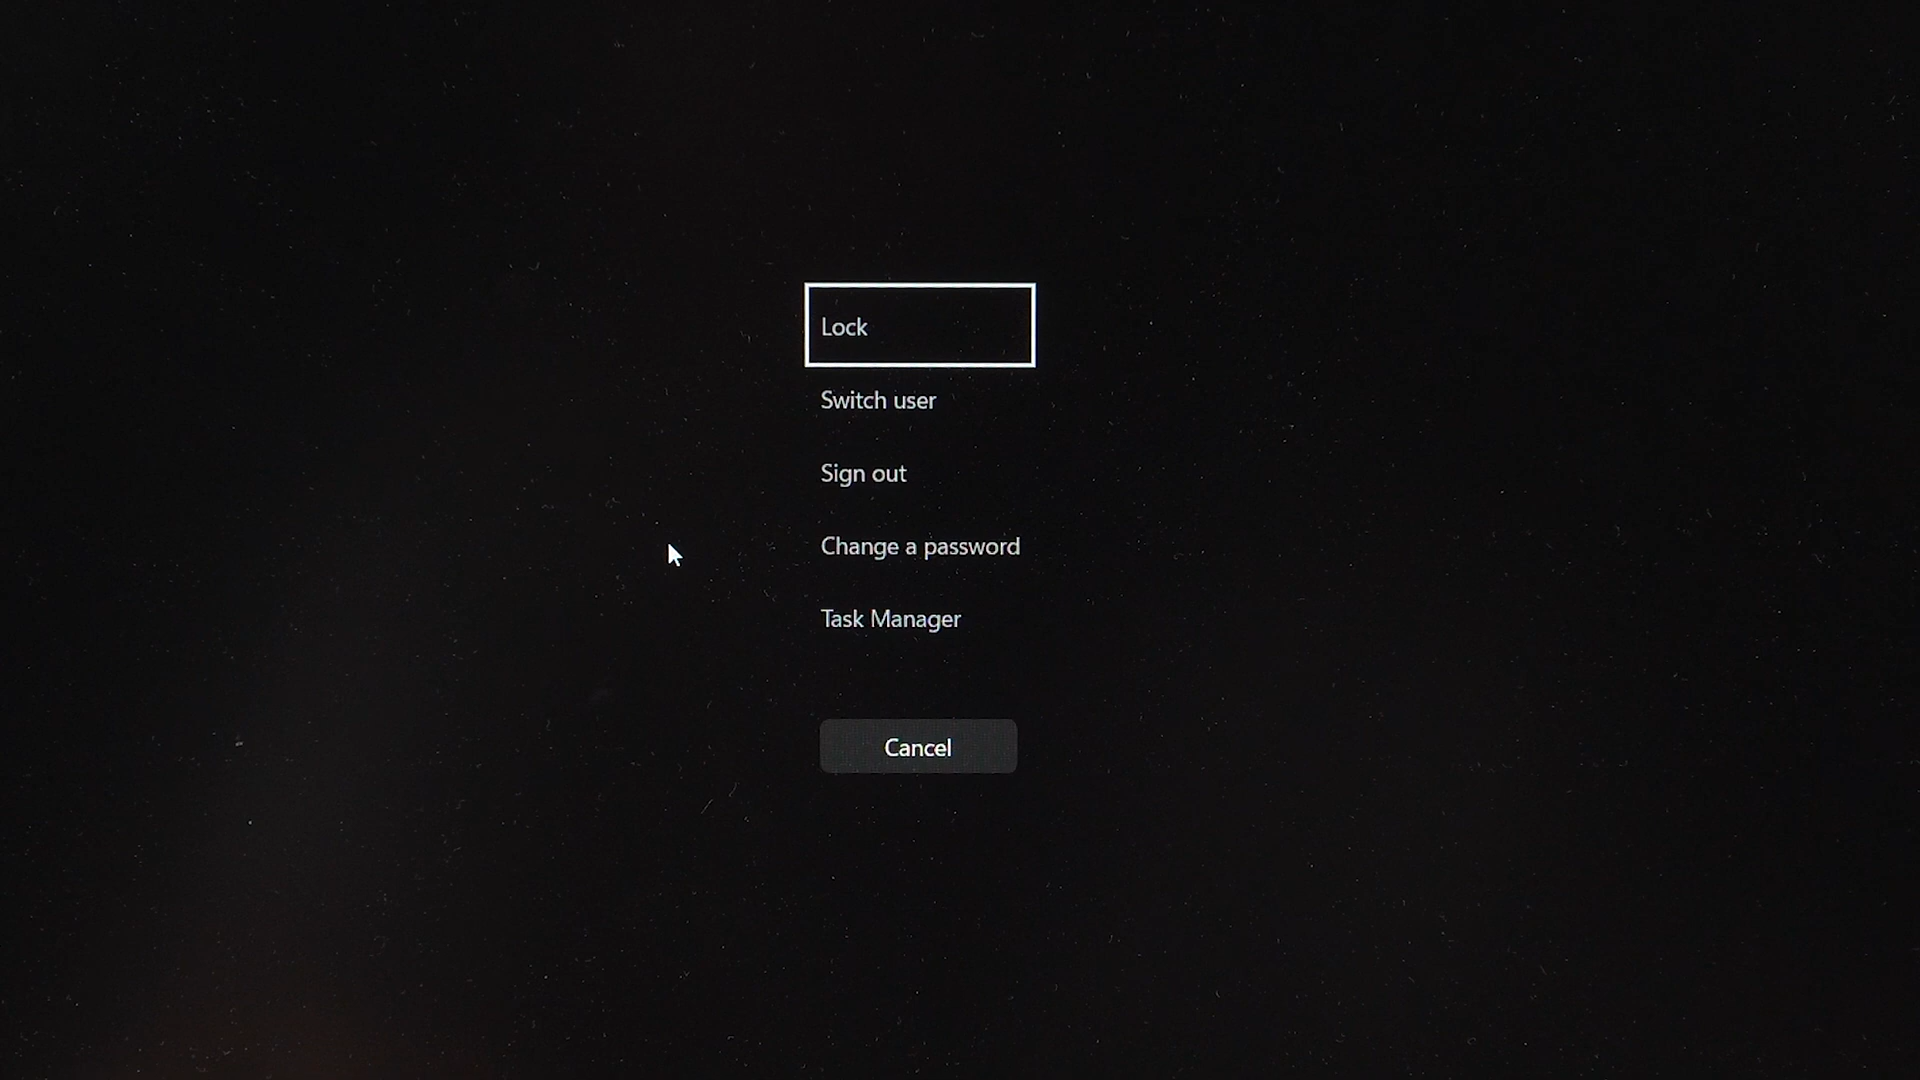 Lock
Switch user
Sign out
Change a password
Task Manager
Cancel